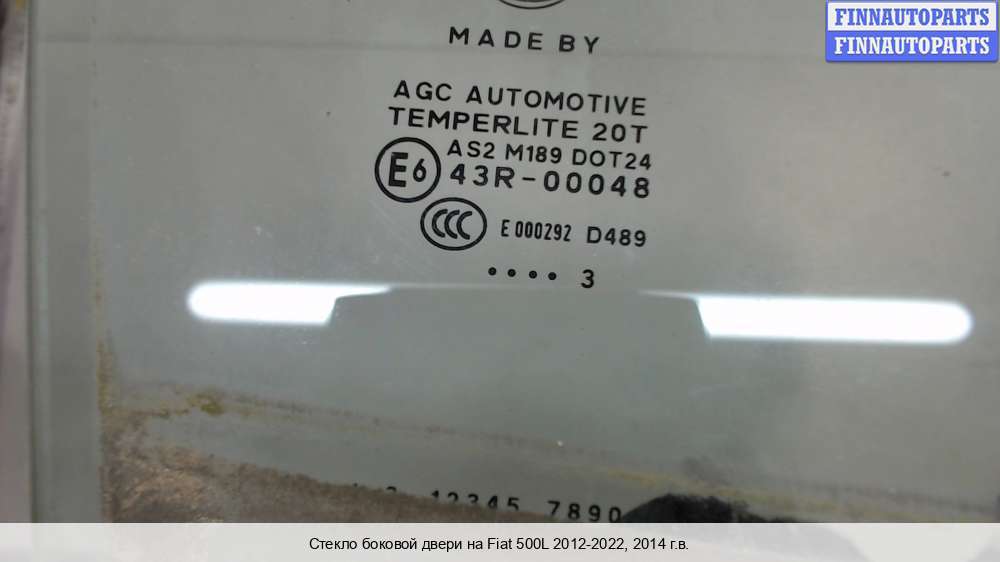 FINNAUTOPARTS
FINNAUTOPARTS
MADE BY
AGC AUTOMOTIVE
TEMPERLITE 20T
AS2 M189 DOT24
E6 43R-00048
CCC E 000292 D489
•••• 3
12345 7890
Стекло боковой двери на Fiat 500L 2012-2022, 2014 г.в.